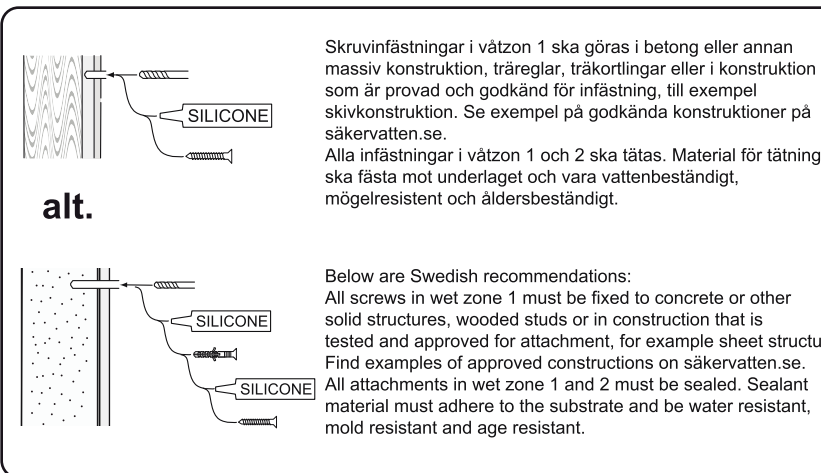 SILICONE
alt.
SILICONE
SILICONE
Skruvinfästningar i våtzon 1 ska göras i betong eller annan
massiv konstruktion, träreglar, träkortlingar eller i konstruktion
som är provad och godkänd för infästning, till exempel
skivkonstruktion. Se exempel på godkända konstruktioner på
säkervatten.se.
Alla infästningar i våtzon 1 och 2 ska tätas. Material för tätning
ska fästa mot underlaget och vara vattenbeständigt,
mögelresistent och åldersbeständigt.
Below are Swedish recommendations:
All screws in wet zone 1 must be fixed to concrete or other
solid structures, wooded studs or in construction that is
tested and approved for attachment, for example sheet structu
Find examples of approved constructions on säkervatten.se.
All attachments in wet zone 1 and 2 must be sealed. Sealant
material must adhere to the substrate and be water resistant,
mold resistant and age resistant.